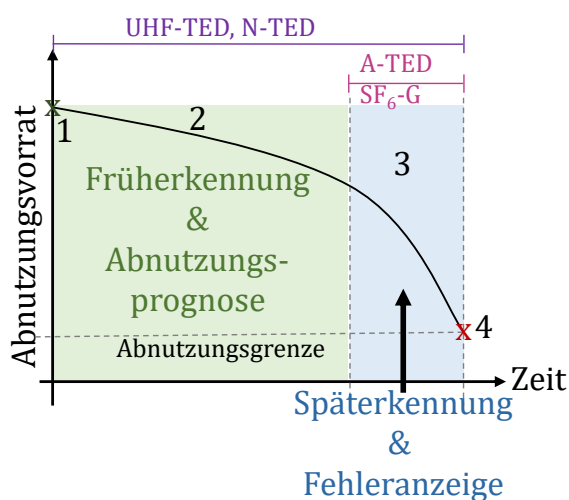 UHF-TED, N-TED
A-TED
SF₆-G
x
1
2
3
Früherkennung
&
Abnutzungs-
prognose
Abnutzungsvorrat
x
4
Abnutzungsgrenze
Zeit
Späterkennung
&
Fehleranzeige